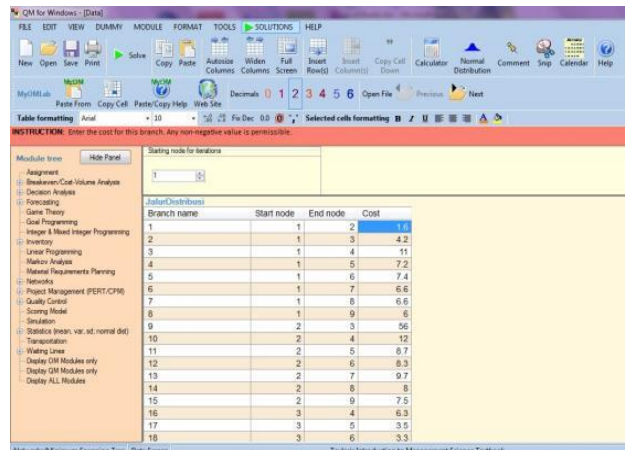 QM for Windows - [Data]
FILE EDIT VIEW DUMMY MODULE FORMAT TOOLS SOLUTIONS HELP
New Open Save Print Solve Copy Paste Autosize Columns Widen Columns Full Screen Insert Row(s) Insert Column(s) Copy Cell Down Calculator Normal Distribution Comment Snip Calendar Help
MyOMLab MyOM Paste From Copy Cell Paste/Copy Help MyOM Web Site Decimals 0 1 2 3 4 5 6 Open File Previous Next
Table formatting Arial 10 Fix Dec 0.0 0 Selected cells formatting B I U
INSTRUCTION: Enter the cost for this branch. Any non-negative value is permissible.
Module tree Hide Panel
Assignment
Breakeven/Cost-Volume Analysis
Decision Analysis
Forecasting
Game Theory
Goal Programming
Integer & Mixed Integer Programming
Inventory
Linear Programming
Markov Analysis
Material Requirements Planning
Networks
Project Management (PERT/CPM)
Quality Control
Scoring Model
Simulation
Statistics (mean, var, sd; normal dist)
Transportation
Waiting Lines
Display OM Modules only
Display QM Modules only
Display ALL Modules
Starting node for iterations
1
JalurDistribusi
Branch name Start node End node Cost
1 1 2 1.6
2 1 3 4.2
3 1 4 11
4 1 5 7.2
5 1 6 7.4
6 1 7 6.6
7 1 8 6.6
8 1 9 6
9 2 3 56
10 2 4 12
11 2 5 8.7
12 2 6 8.3
13 2 7 9.7
14 2 8 8
15 2 9 7.5
16 3 4 6.3
17 3 5 3.5
18 3 6 3.3